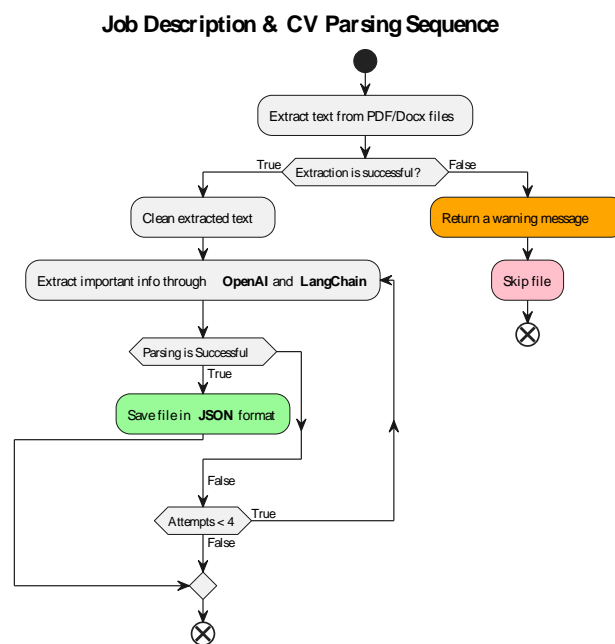 Job Description & CV Parsing Sequence
Extract text from PDF/Docx files
True
Extraction is successful?
False
Clean extracted text
Return a warning message
Extract important info through OpenAI and LangChain
Skip file
Parsing is Successful
True
Save file in JSON format
False
Attempts < 4
True
False